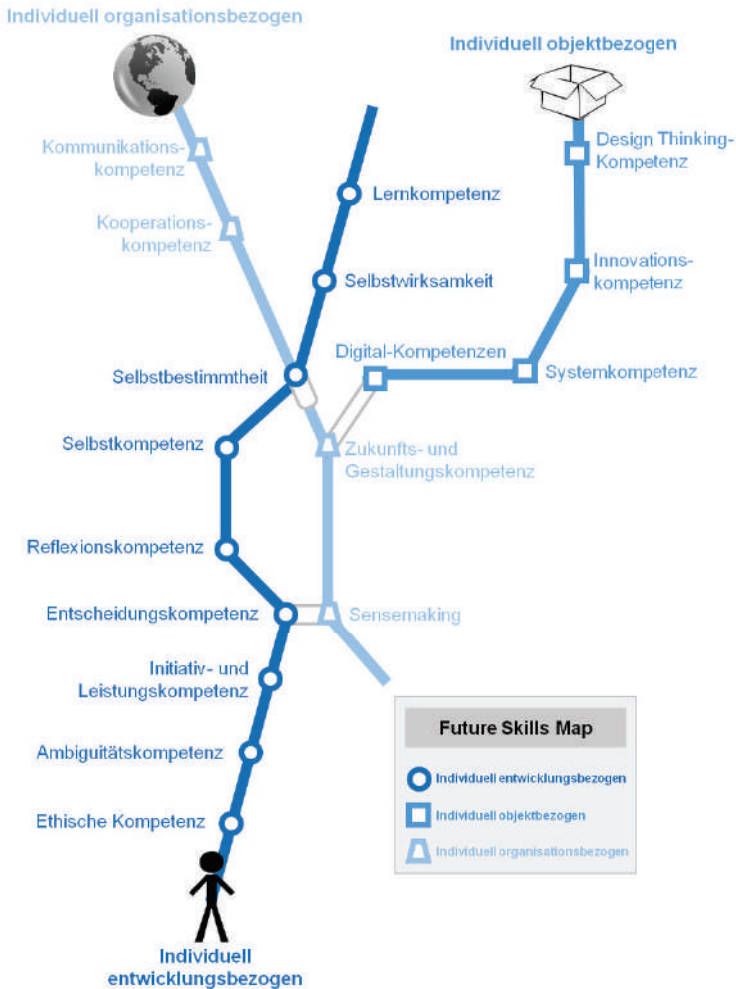 Individuell organisationsbezogen
Individuell objektbezogen
Kommunikations-
kompetenz
Design Thinking-
Kompetenz
Lernkompetenz
Kooperations-
kompetenz
Innovations-
kompetenz
Selbstwirksamkeit
Digital-Kompetenzen
Selbstbestimmtheit
Systemkompetenz
Selbstkompetenz
Zukunfts- und
Gestaltungskompetenz
Reflexionskompetenz
Entscheidungskompetenz
Sensemaking
Initiativ- und
Leistungskompetenz
Ambiguitätskompetenz
Ethische Kompetenz
Individuell
entwicklungsbezogen
Future Skills Map
Individuell entwicklungsbezogen
Individuell objektbezogen
Individuell organisationsbezogen